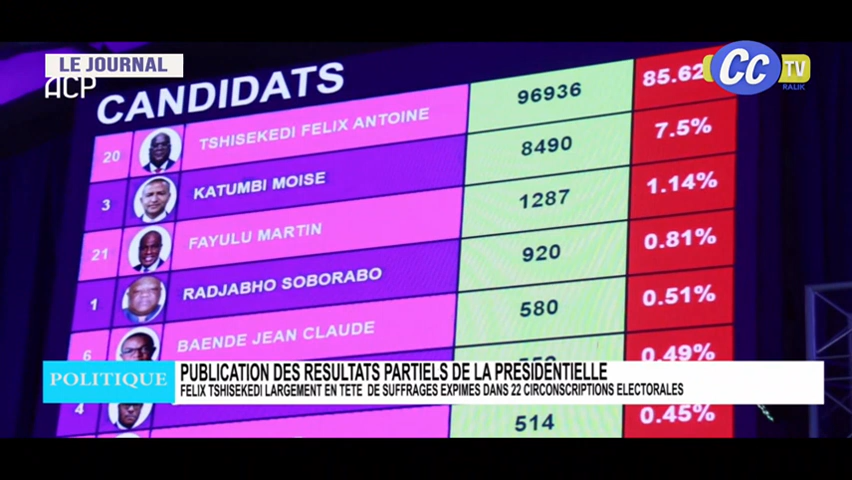 LE JOURNAL
ACP
CC TV
RALIK
CANDIDATS
20 TSHISEKEDI FELIX ANTOINE 96936 85.62
3 KATUMBI MOISE 8490 7.5%
21 FAYULU MARTIN 1287 1.14%
1 RADJABHO SOBORABO 920 0.81%
6 BAENDE JEAN CLAUDE 580 0.51%
0.49%
4 514 0.45%
POLITIQUE
PUBLICATION DES RESULTATS PARTIELS DE LA PRESIDENTIELLE
FELIX TSHISEKEDI LARGEMENT EN TETE DE SUFFRAGES EXPIMES DANS 22 CIRCONSCRIPTIONS ELECTORALES